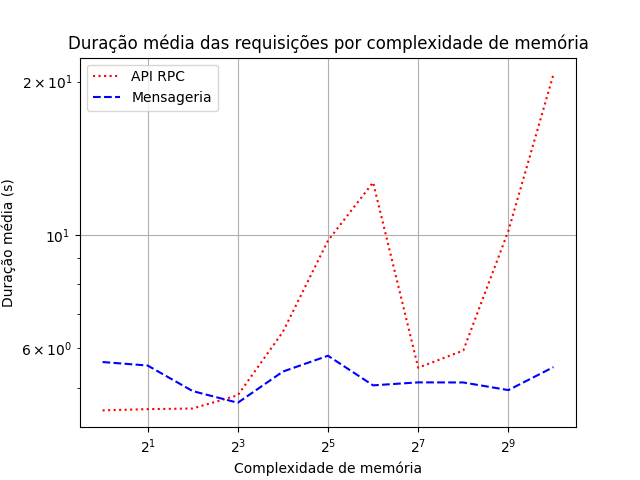 Duração média das requisições por complexidade de memória
API RPC
Mensageria
Duração média (s)
2 × 10¹
10¹
6 × 10⁰
2¹ 2³ 2⁵ 2⁷ 2⁹
Complexidade de memória